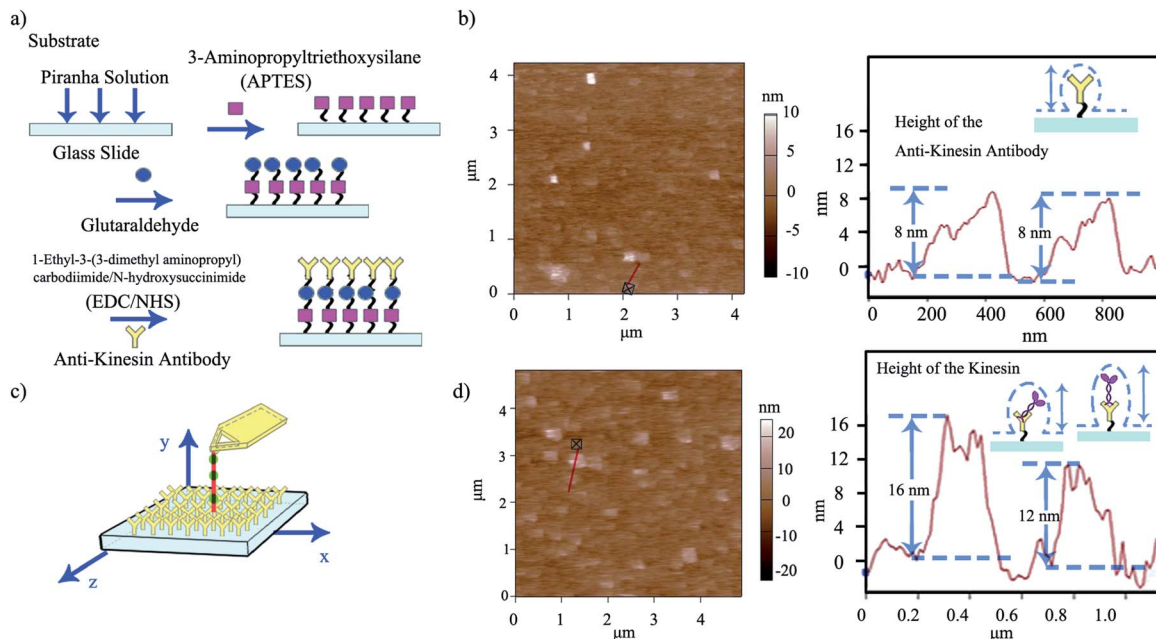 a)
Substrate
3-Aminopropyltriethoxysilane
(APTES)
Piranha Solution
Glass Slide
Glutaraldehyde
1-Ethyl-3-(3-dimethyl aminopropyl)
carbodiimide/N-hydroxysuccinimide
(EDC/NHS)
Anti-Kinesin Antibody
b)
4
3
2
1
0
μm
0 1 2 3 4
μm
nm
10
5
0
-5
-10
Height of the
Anti-Kinesin Antibody
16
12
8
4
0
nm
8 nm
8 nm
0 200 400 600 800
nm
c)
y
x
z
d)
4
3
2
1
0
μm
0 1 2 3 4
μm
nm
20
10
0
-10
-20
Height of the Kinesin
16
12
8
4
0
nm
16 nm
12 nm
0 0.2 0.4 0.6 0.8 1.0
μm